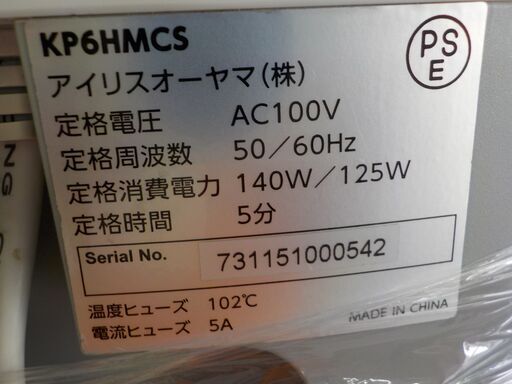 KP6HMCS
PS
E
アイリスオーヤマ(株)
定格電圧 AC100V
定格周波数 50/60Hz
定格消費電力 140W/125W
定格時間 5分
Serial No. 731151000542
温度ヒューズ 102℃
電流ヒューズ 5A
MADE IN CHINA